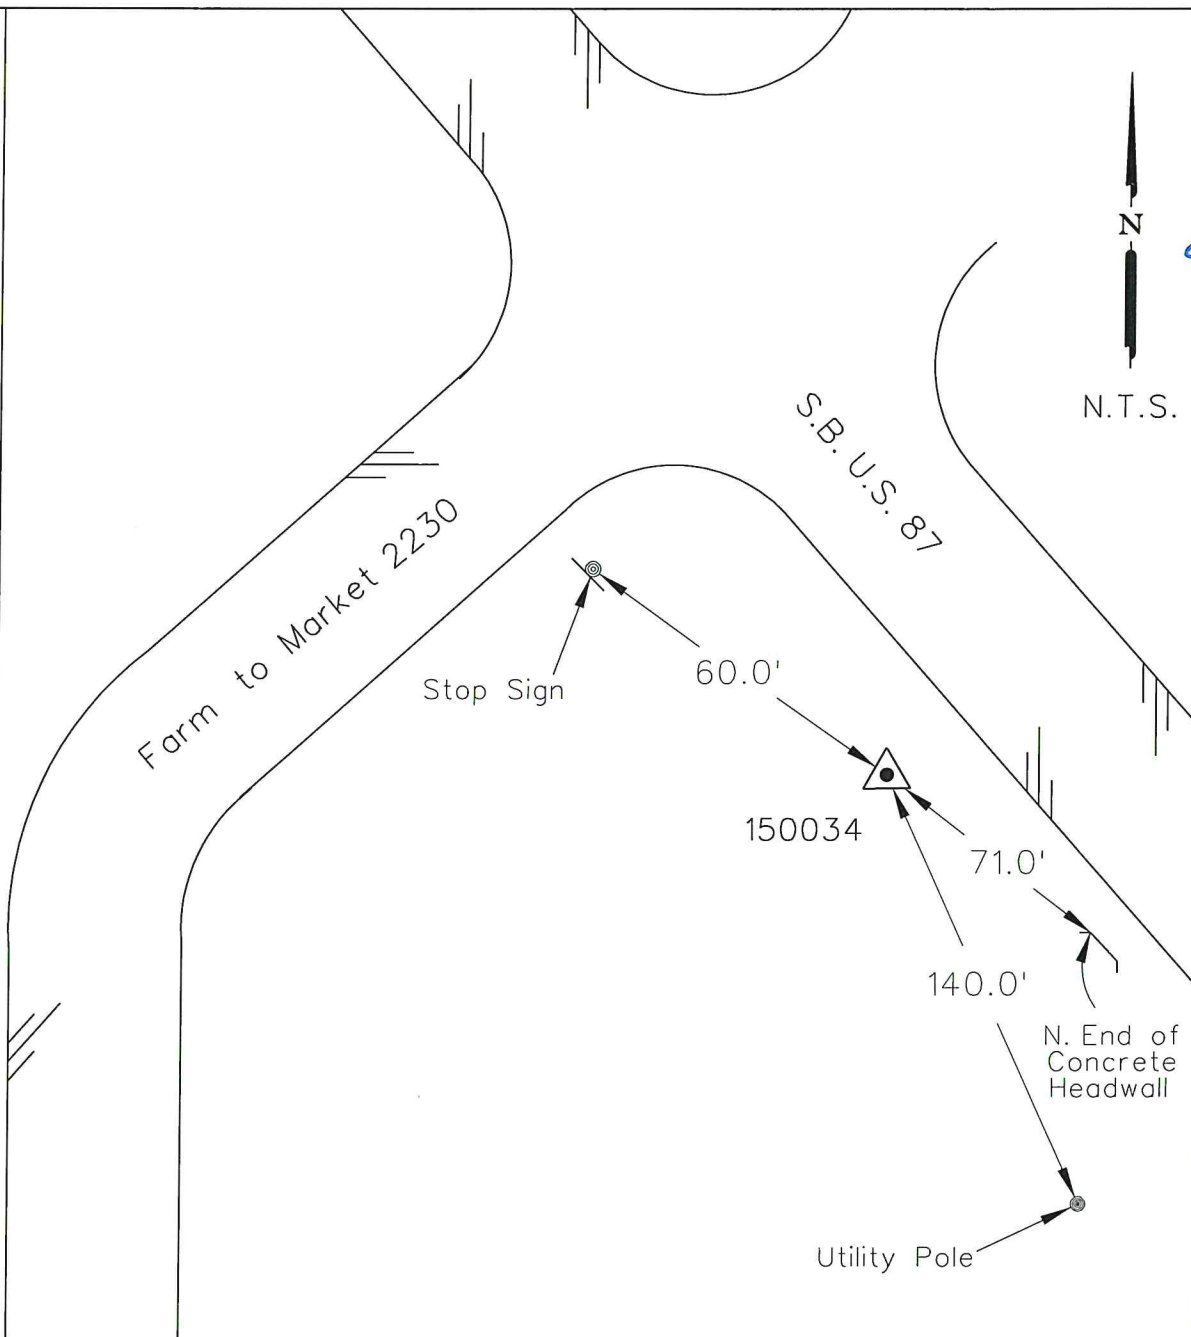 N
N.T.S.
S.B. U.S. 87
Farm to Market 2230
Stop Sign
60.0'
150034
71.0'
140.0'
N. End of
Concrete
Headwall
Utility Pole